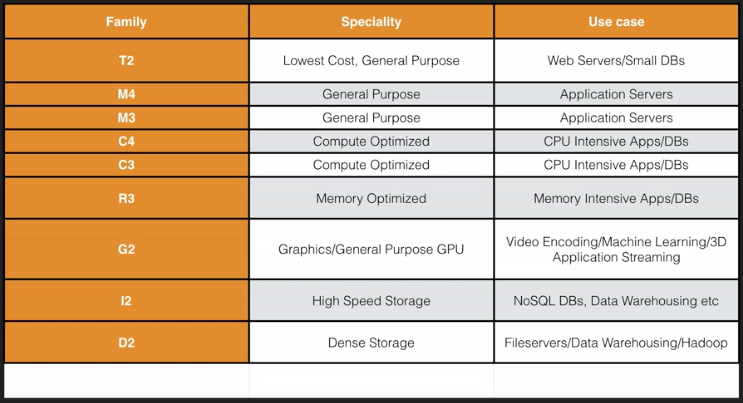 Family Speciality Use case
T2 Lowest Cost, General Purpose Web Servers/Small DBs
M4 General Purpose Application Servers
M3 General Purpose Application Servers
C4 Compute Optimized CPU Intensive Apps/DBs
C3 Compute Optimized CPU Intensive Apps/DBs
R3 Memory Optimized Memory Intensive Apps/DBs
G2 Graphics/General Purpose GPU Video Encoding/Machine Learning/3D
Application Streaming
I2 High Speed Storage NoSQL DBs, Data Warehousing etc
D2 Dense Storage Fileservers/Data Warehousing/Hadoop